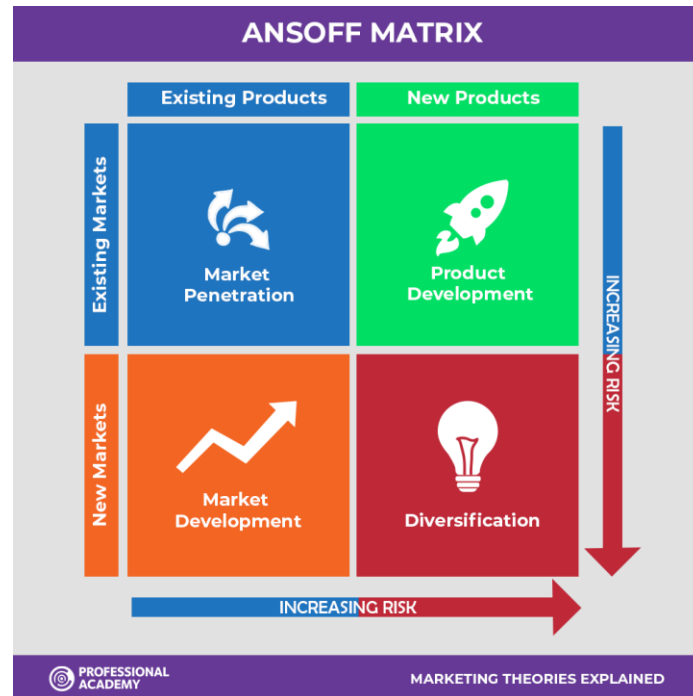 ANSOFF MATRIX
Existing Products
New Products
Existing Markets
Market
Penetration
Product
Development
INCREASING RISK
New Markets
Market
Development
Diversification
INCREASING RISK
PROFESSIONAL
ACADEMY
MARKETING THEORIES EXPLAINED